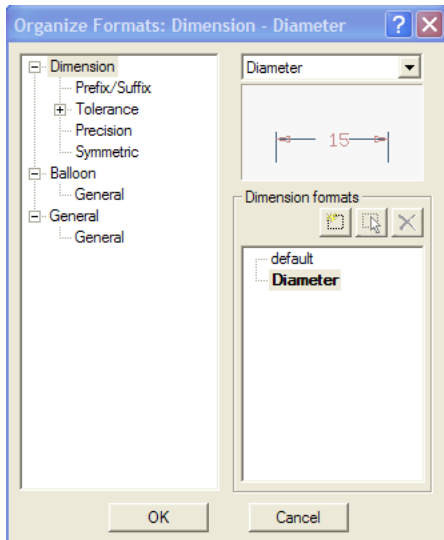 Organize Formats: Dimension - Diameter
Dimension
Prefix/Suffix
Tolerance
Precision
Symmetric
Balloon
General
General
General
Diameter
15
Dimension formats
default
Diameter
OK
Cancel